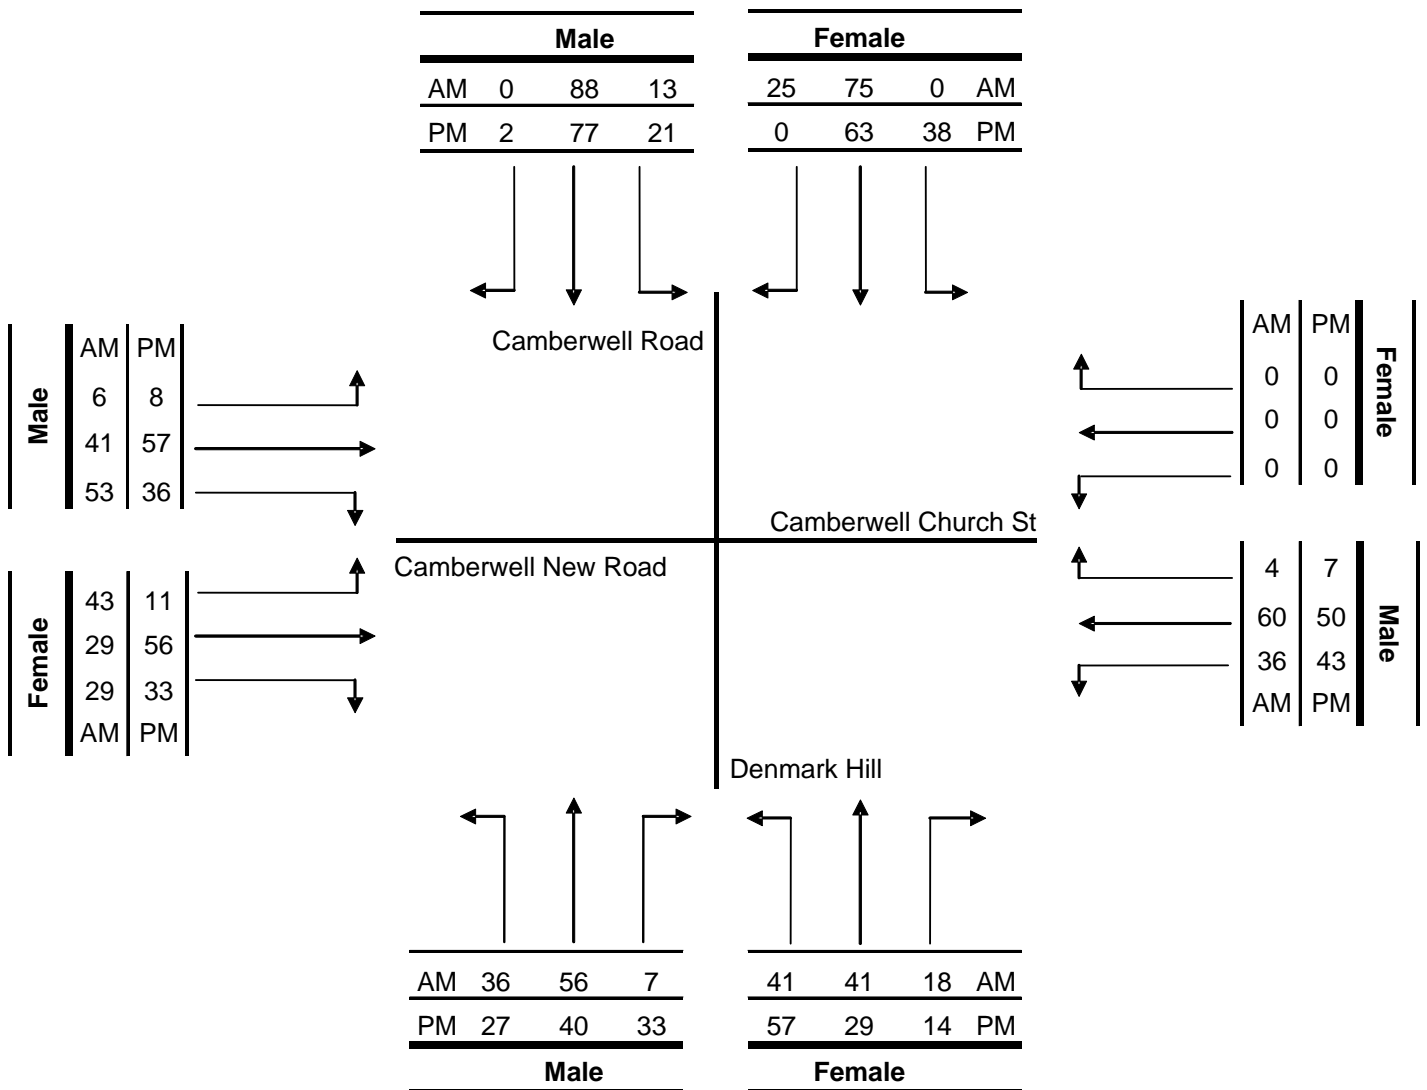 Male
AM 0 88 13
PM 2 77 21
Female
25 75 0 AM
0 63 38 PM
Camberwell Road
Male
AM PM
6 8
41 57
53 36
AM PM
0 0
0 0
0 0
Female
Camberwell Church St
Camberwell New Road
Female
43 11
29 56
29 33
AM PM
4 7
60 50
36 43
AM PM
Male
Denmark Hill
AM 36 56 7
PM 27 40 33
Male
41 41 18 AM
57 29 14 PM
Female